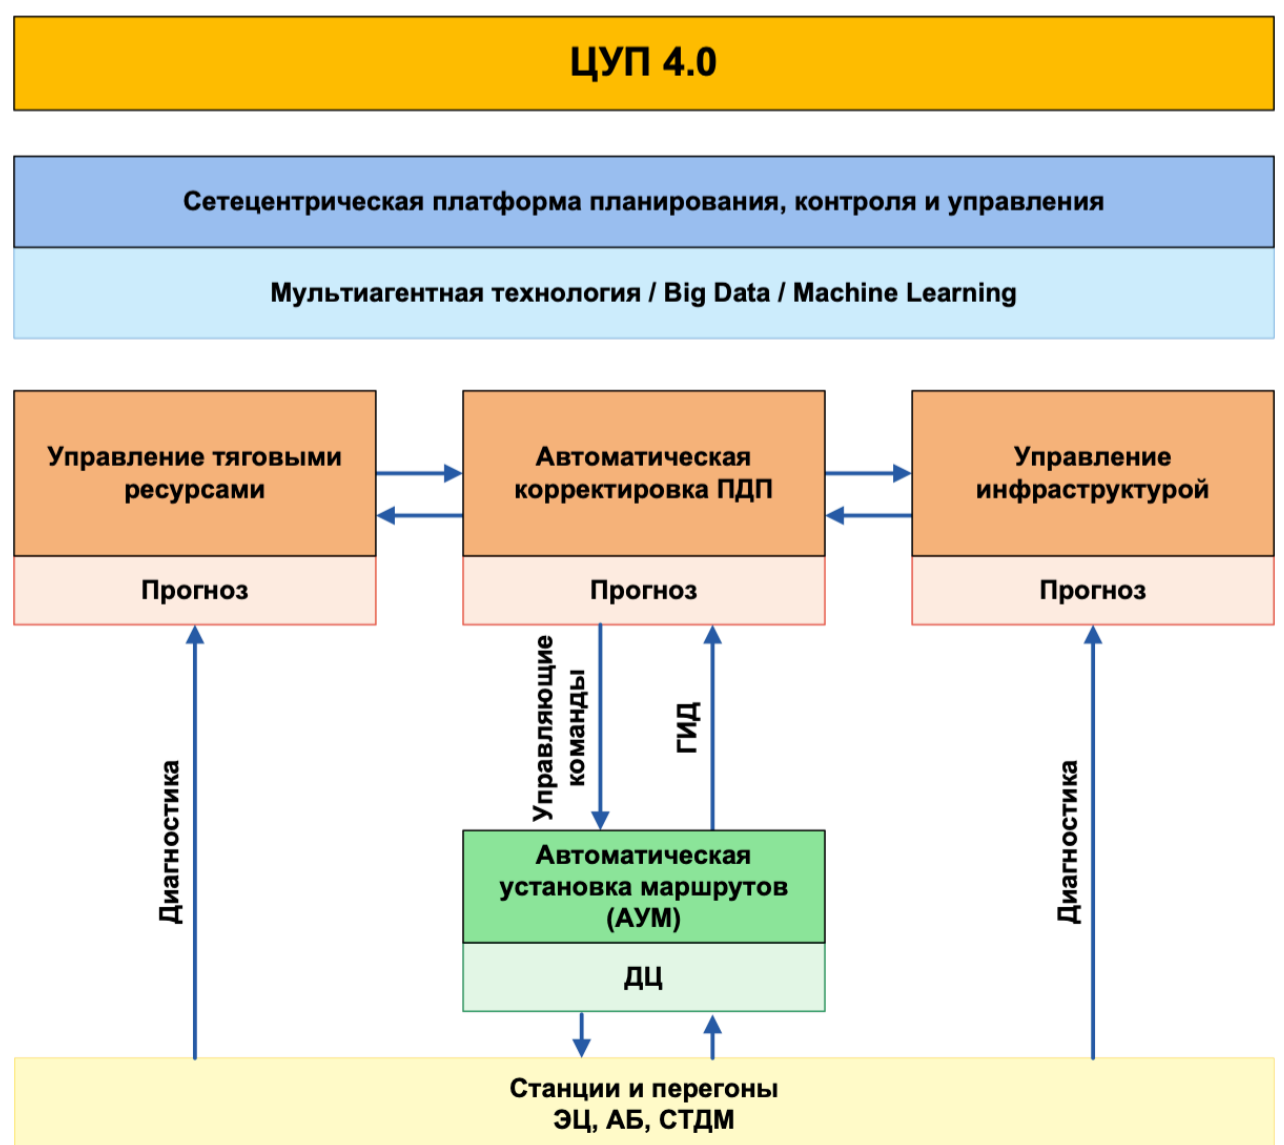 ЦУП 4.0
Сетецентрическая платформа планирования, контроля и управления
Мультиагентная технология / Big Data / Machine Learning
Управление тяговыми
ресурсами
Прогноз
Автоматическая
корректировка ПДП
Прогноз
Управление
инфраструктурой
Прогноз
Диагностика
Управляющие
команды
ГИД
Диагностика
Автоматическая
установка маршрутов
(АУМ)
ДЦ
Станции и перегоны
ЭЦ, АБ, СТДМ